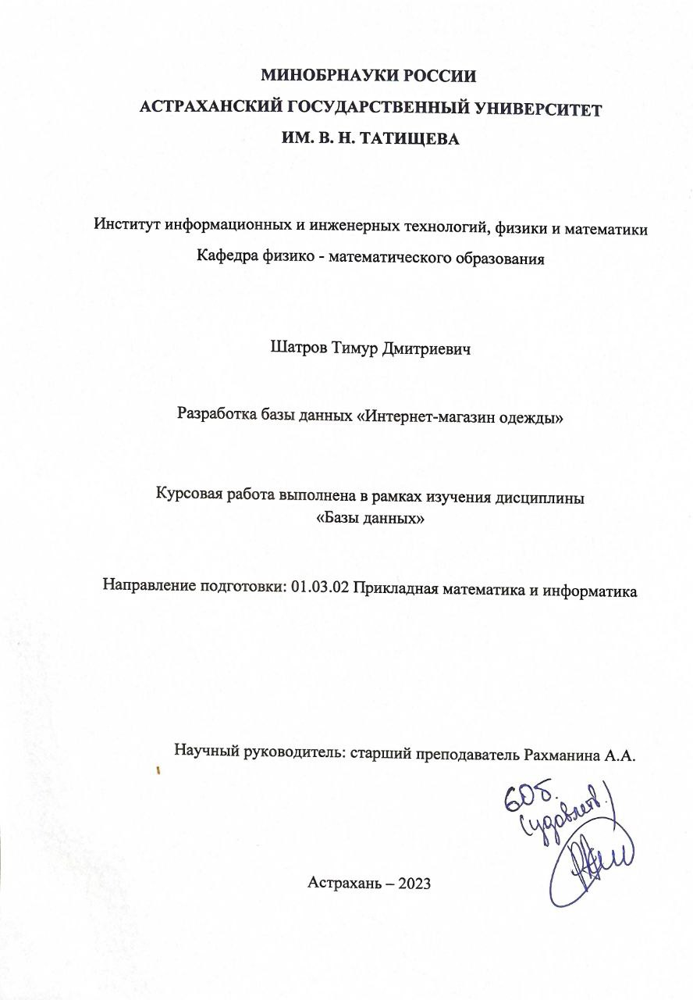 МИНОБРНАУКИ РОССИИ
АСТРАХАНСКИЙ ГОСУДАРСТВЕННЫЙ УНИВЕРСИТЕТ
ИМ. В. Н. ТАТИЩЕВА
Институт информационных и инженерных технологий, физики и математики
Кафедра физико - математического образования
Шатров Тимур Дмитриевич
Разработка базы данных «Интернет-магазин одежды»
Курсовая работа выполнена в рамках изучения дисциплины
«Базы данных»
Направление подготовки: 01.03.02 Прикладная математика и информатика
Научный руководитель: старший преподаватель Рахманина А.А.
60б.
(удовлетв.)
Астрахань – 2023